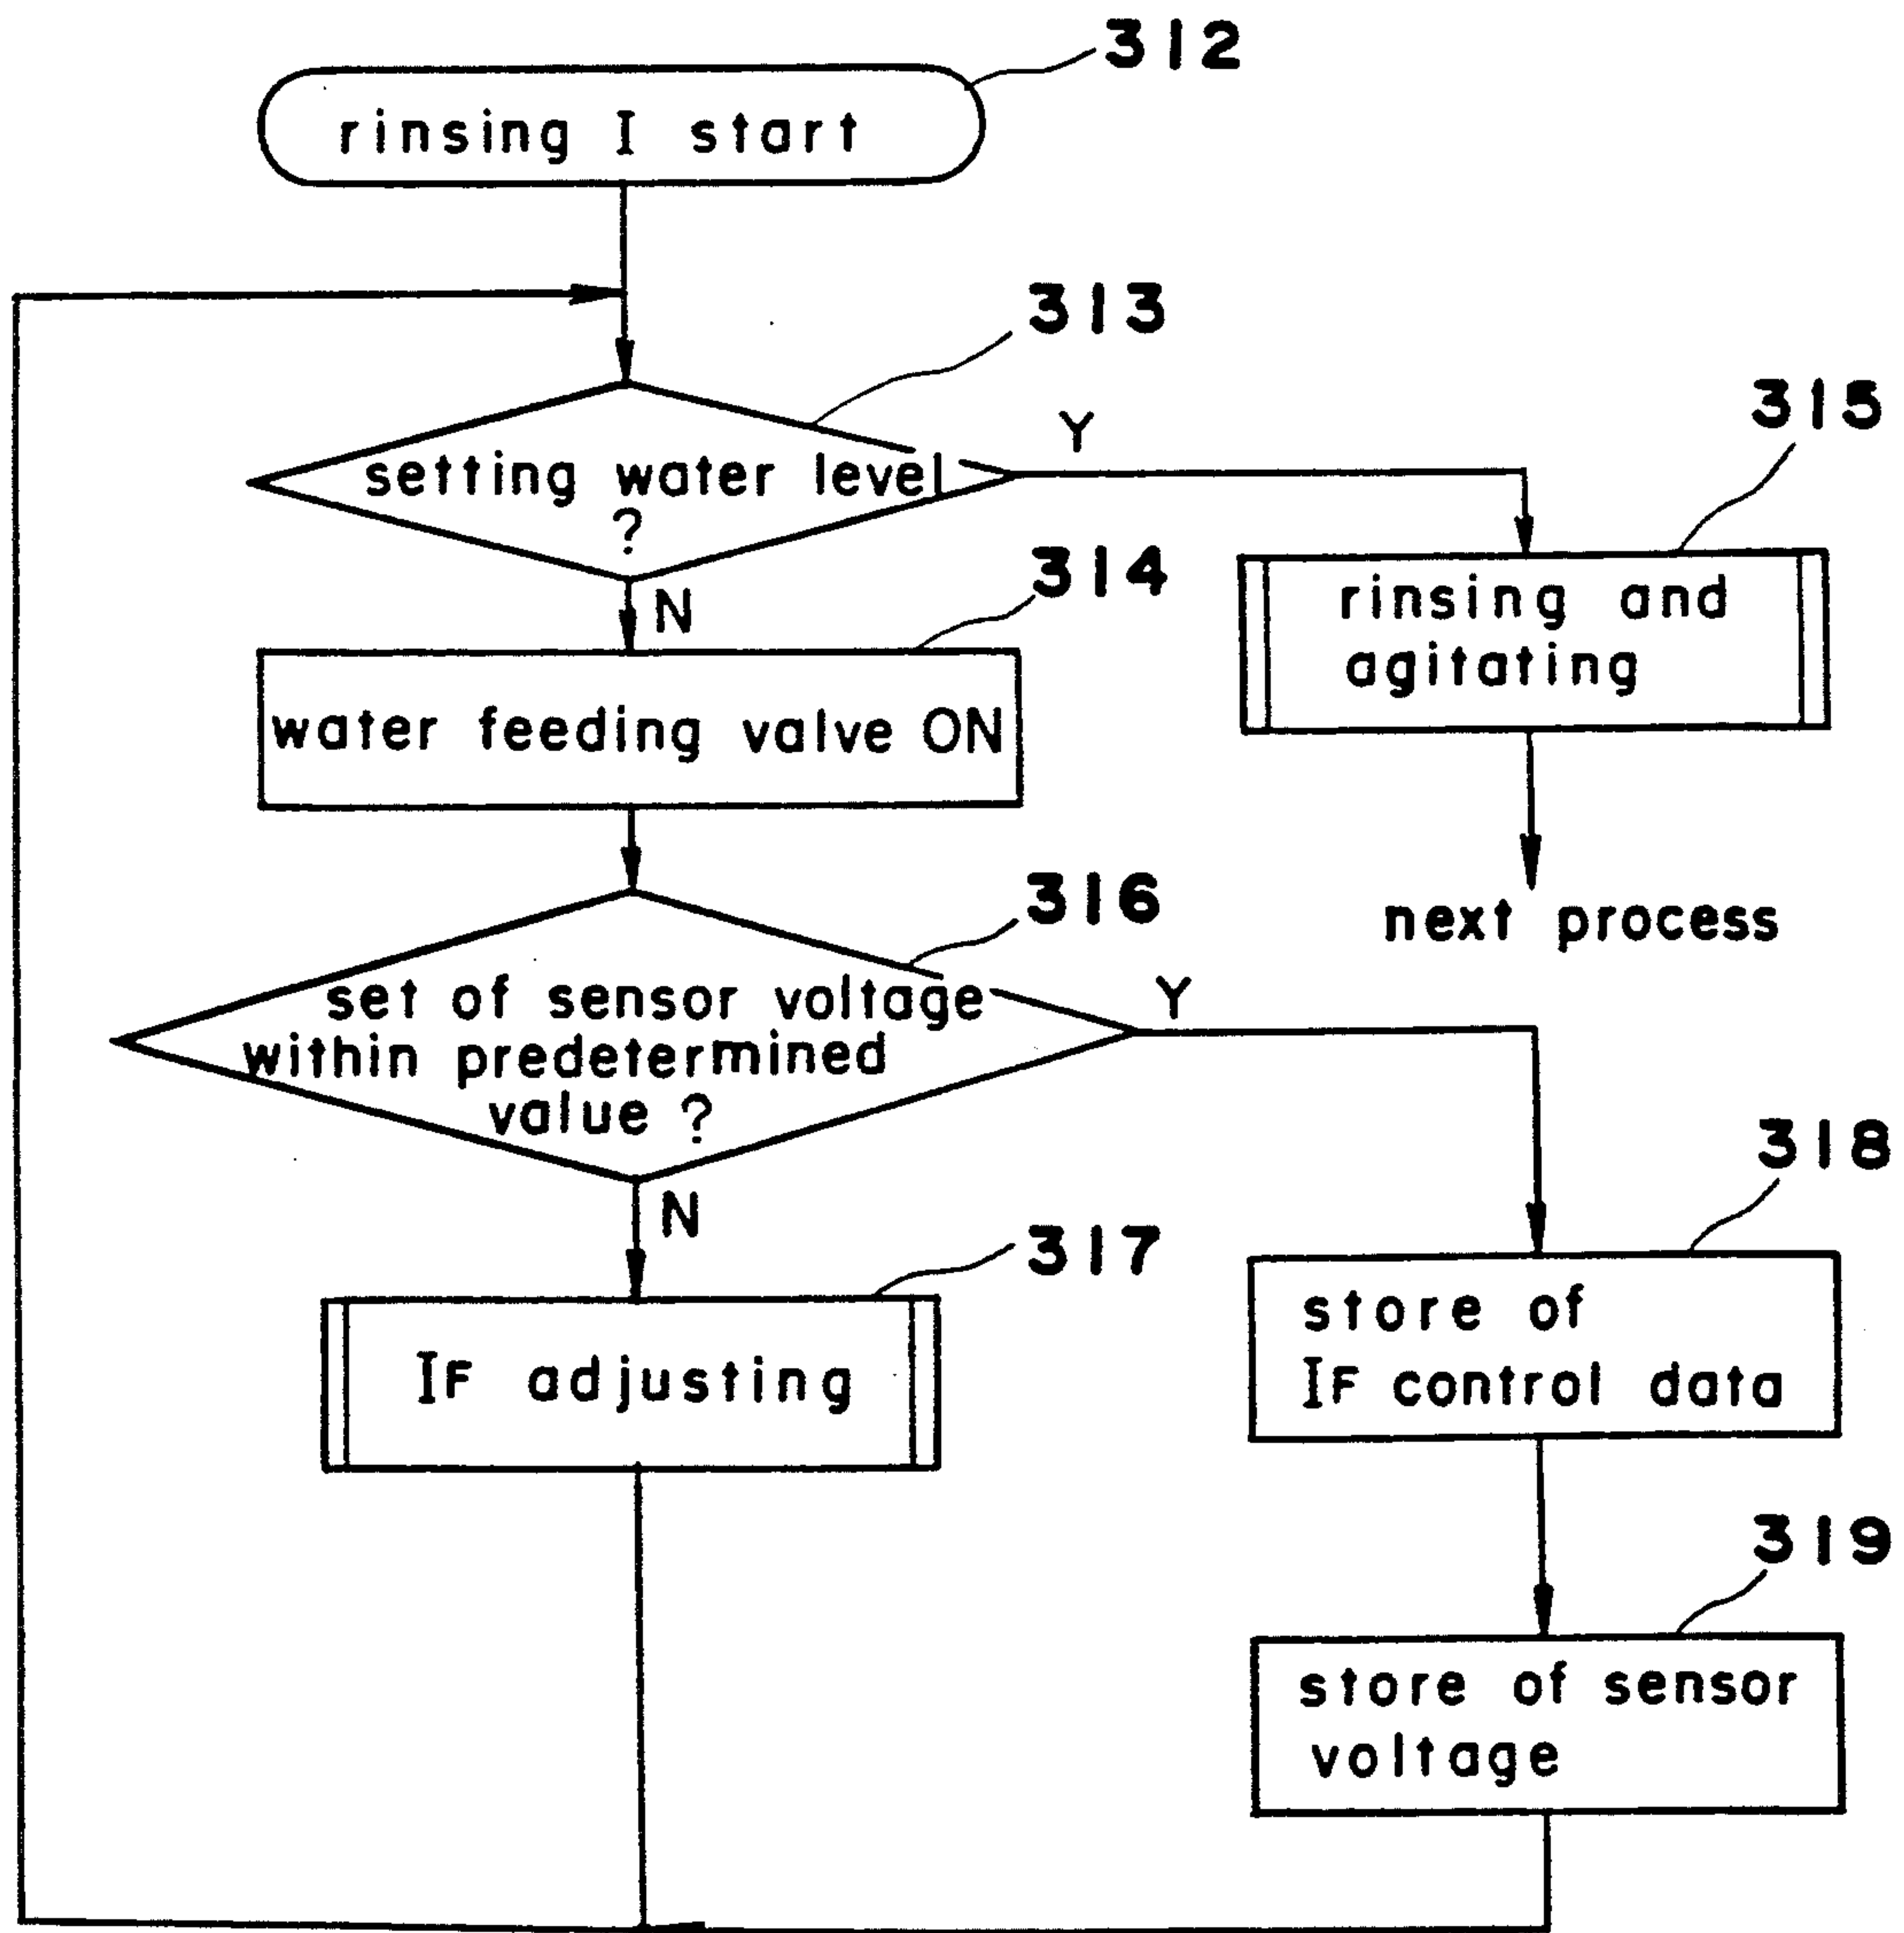 312
rinsing I start
313
setting water level
?
Y
N
314
water feeding valve ON
315
rinsing and
agitating
next process
316
set of sensor voltage
within predetermined
value ?
Y
N
317
IF adjusting
318
store of
IF control data
319
store of sensor
voltage